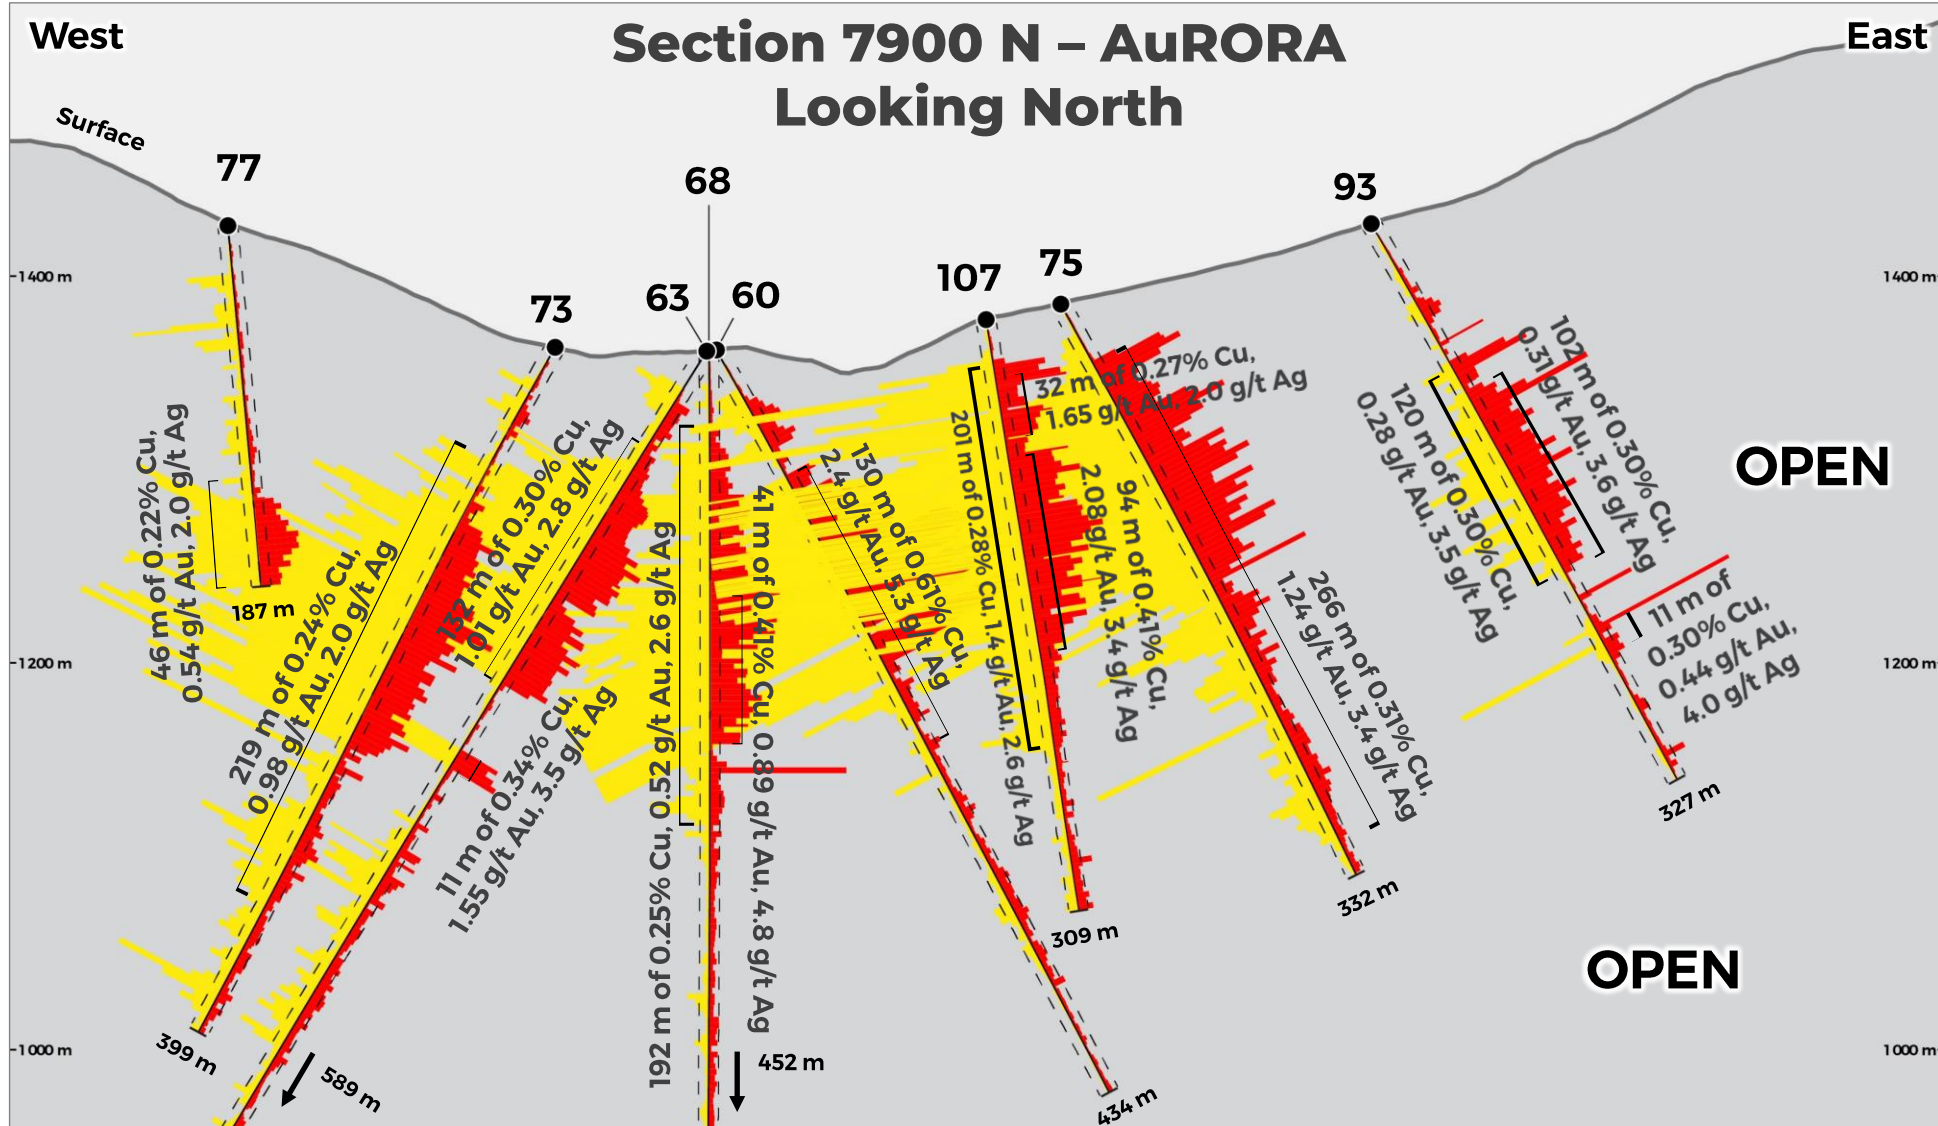 West
Section 7900 N – AuRORA
East
Looking North
Surface
77
68
93
63
60
73
107
75
1400 m
1400 m
1200 m
1200 m
1000 m
1000 m
46 m of 0.22% Cu,
0.54 g/t Au, 2.0 g/t Ag
187 m
219 m of 0.24% Cu,
0.98 g/t Au, 2.0 g/t Ag
399 m
132 m of 0.30% Cu,
1.01 g/t Au, 2.8 g/t Ag
11 m of 0.34% Cu,
1.55 g/t Au, 3.5 g/t Ag
589 m
192 m of 0.25% Cu, 0.52 g/t Au, 2.6 g/t Ag
41 m of 0.41% Cu, 0.89 g/t Au, 4.8 g/t Ag
452 m
130 m of 0.61% Cu,
2.4 g/t Au, 5.3 g/t Ag
434 m
201 m of 0.28% Cu, 1.4 g/t Au, 2.6 g/t Ag
32 m of 0.27% Cu,
1.65 g/t Au, 2.0 g/t Ag
94 m of 0.41% Cu,
2.08g/t Au, 3.4 g/t Ag
309 m
266 m of 0.31% Cu,
1.24 g/t Au, 3.4 g/t Ag
332 m
120 m of 0.30% Cu,
0.28 g/t Au, 3.5 g/t Ag
102 m of 0.30% Cu,
0.31 g/t Au, 3.6 g/t Ag
11 m of
0.30% Cu,
0.44 g/t Au,
4.0 g/t Ag
327 m
OPEN
OPEN